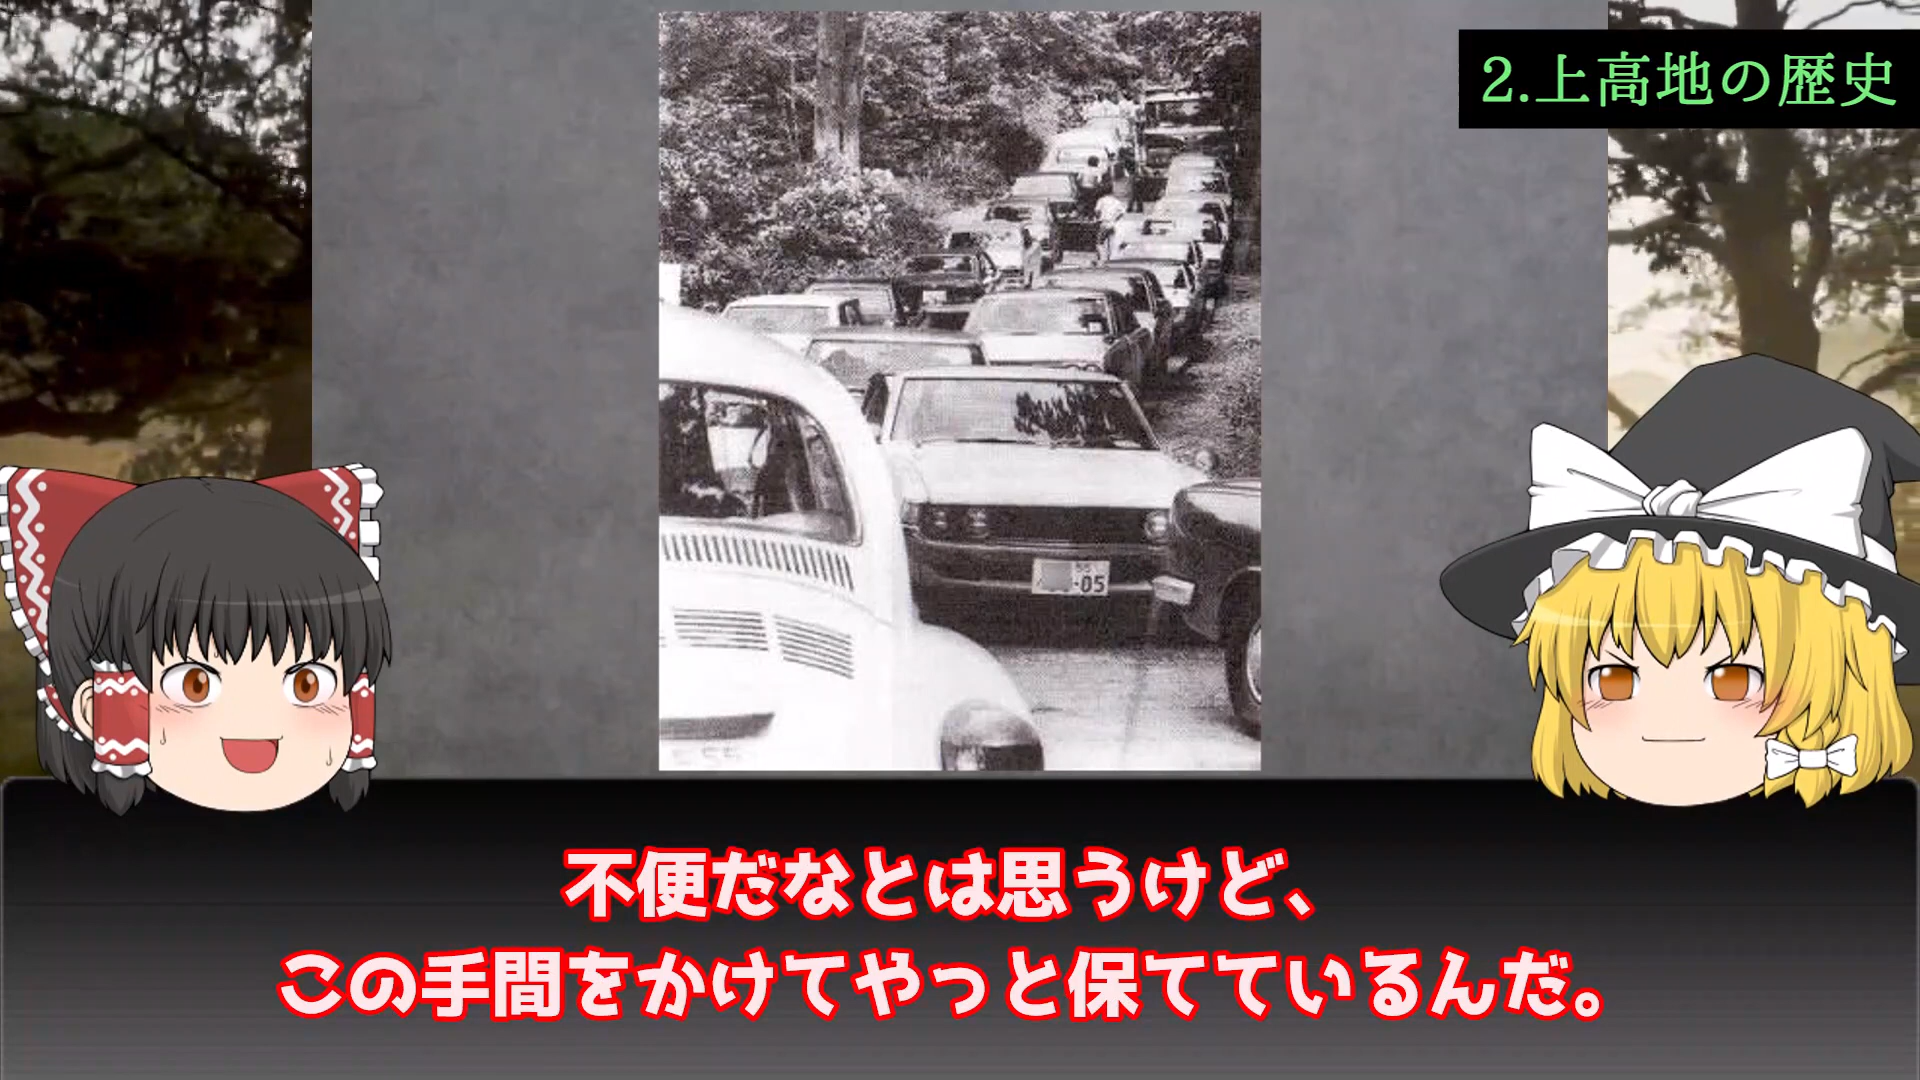 2.上高地の歴史
-05
不便だなとは思うけど、
この手間をかけてやっと保てているんだ。